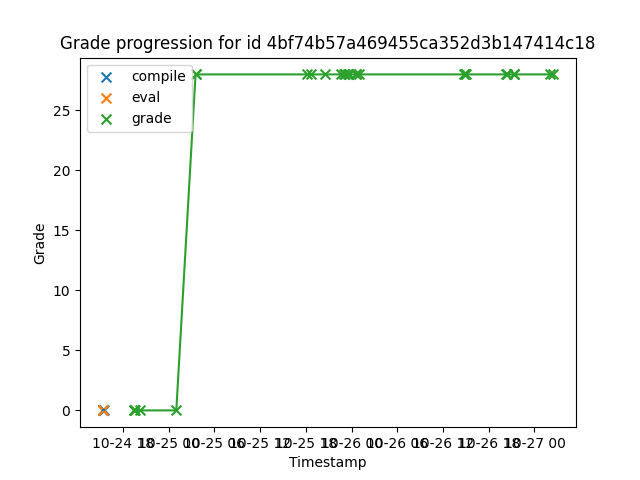 Grade progression for id 4bf74b57a469455ca352d3b147414c18
compile
eval
grade
25
20
15
10
5
0
Grade
10-24 18 10-25 00 10-25 06 10-25 12 10-25 18 10-26 00 10-26 06 10-26 12 10-26 18 10-27 00
Timestamp